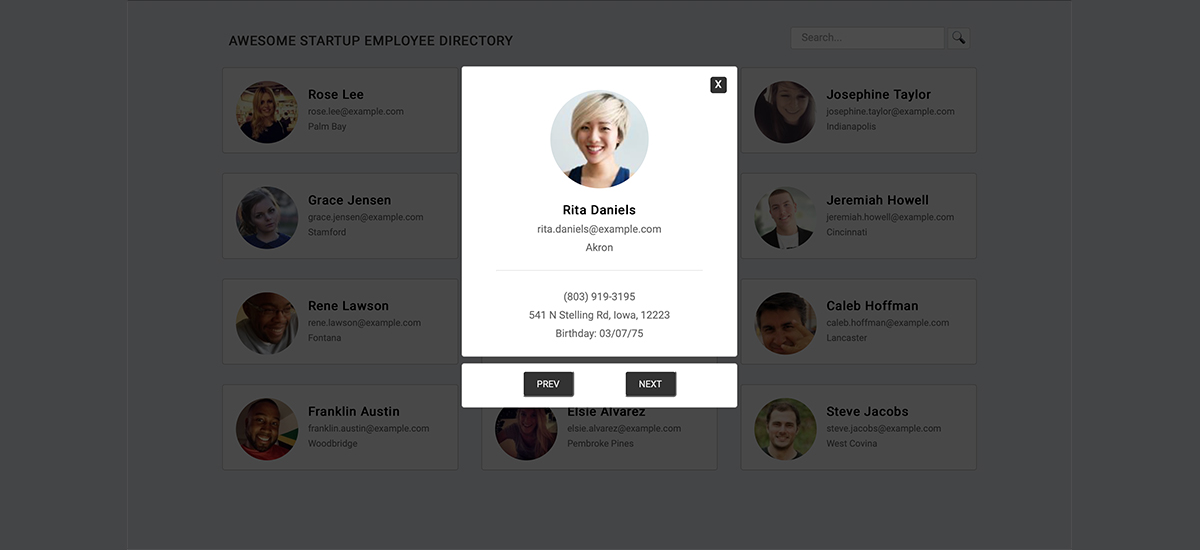 AWESOME STARTUP EMPLOYEE DIRECTORY
Search...
Rose Lee
rose.lee@example.com
Palm Bay
Josephine Taylor
josephine.taylor@example.com
Indianapolis
Grace Jensen
grace.jensen@example.com
Stamford
Jeremiah Howell
jeremiah.howell@example.com
Cincinnati
Rene Lawson
rene.lawson@example.com
Fontana
Caleb Hoffman
caleb.hoffman@example.com
Lancaster
Franklin Austin
franklin.austin@example.com
Woodbridge
Elsie Alvarez
elsie.alvarez@example.com
Pembroke Pines
Steve Jacobs
steve.jacobs@example.com
West Covina
X
Rita Daniels
rita.daniels@example.com
Akron
(803) 919-3195
541 N Stelling Rd, Iowa, 12223
Birthday: 03/07/75
PREV
NEXT